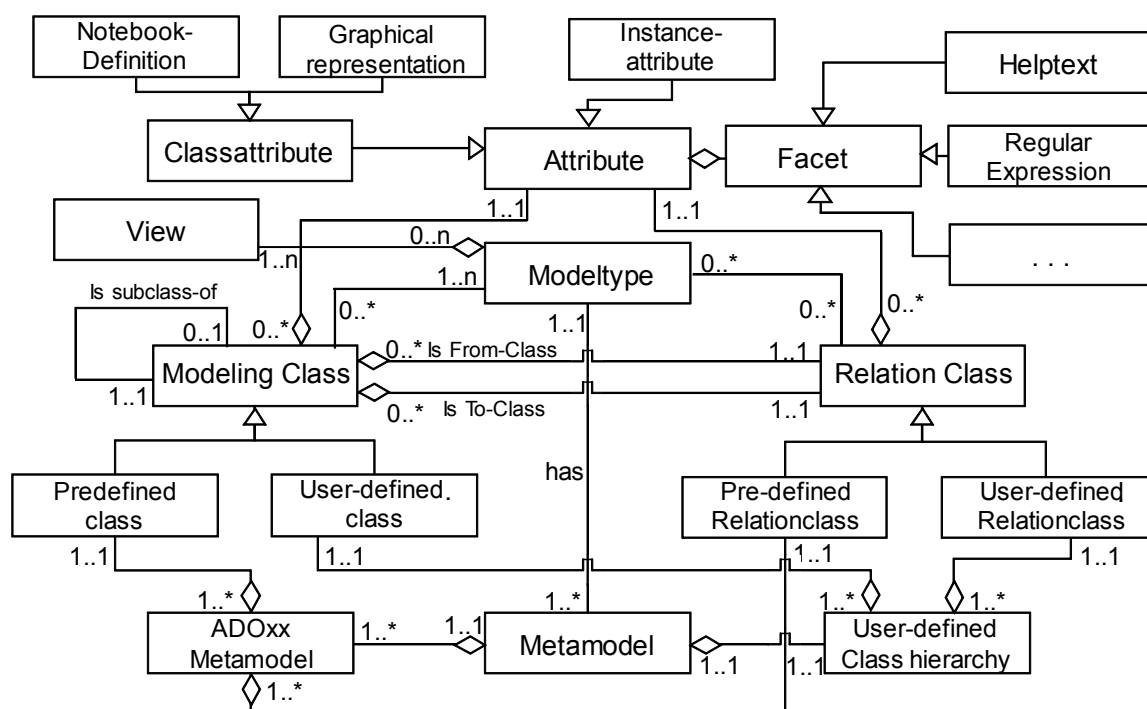 Notebook-
Definition
Graphical
representation
Instance-
attribute
Helptext
Classattribute
Attribute
Facet
Regular
Expression
1..1
1..1
View
0..n
1..n
Modeltype
0..*
. . .
Is subclass-of
1..n
0..1
0..*
0..*
1..1
0..*
0..*
Modeling Class
0..* Is From-Class
1..1
Relation Class
1..1
0..*
Is To-Class
1..1
has
Predefined
class
User-defined.
class
Pre-defined
Relationclass
User-defined
Relationclass
1..1
1..1
1..1
1..1
1..*
1..*
1..*
1..*
ADOxx
Metamodel
1..*
1..1
Metamodel
1..1
1..1
User-defined
Class hierarchy
1..*